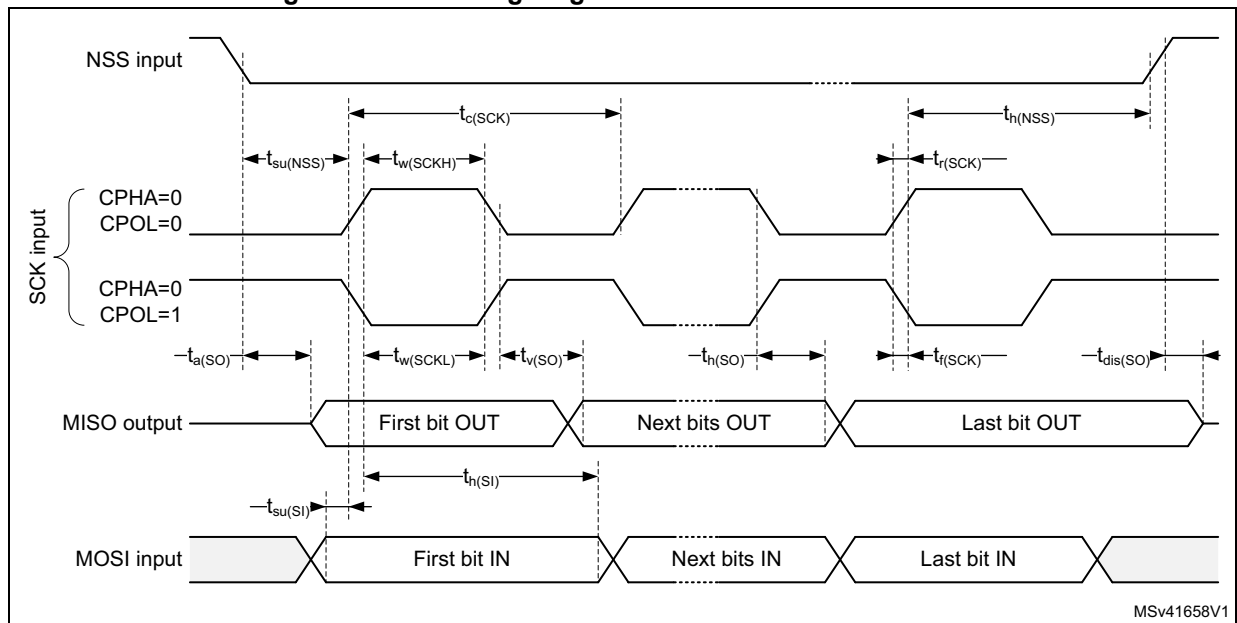 NSS input
tc(SCK)
th(NSS)
tsu(NSS)
tw(SCKH)
tr(SCK)
SCK input
CPHA=0
CPOL=0
CPHA=0
CPOL=1
ta(SO)
tw(SCKL)
tv(SO)
th(SO)
tf(SCK)
tdis(SO)
MISO output
First bit OUT
Next bits OUT
Last bit OUT
th(SI)
tsu(SI)
MOSI input
First bit IN
Next bits IN
Last bit IN
MSv41658V1